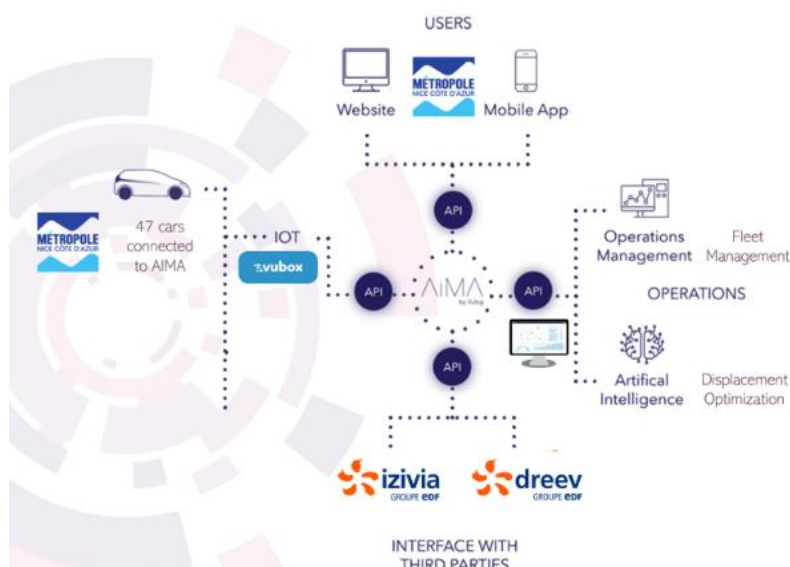 USERS
MÉTROPOLE
NICE CÔTE D'AZUR
Website
Mobile App
API
47 cars
connected
to AIMA
MÉTROPOLE
NICE CÔTE D'AZUR
IOT
vubox
API
AiMA
by Vulog
API
Operations
Management
Fleet
Management
OPERATIONS
API
Artifical
Intelligence
Displacement
Optimization
izivia
GROUPE eDF
dreev
GROUPE eDF
INTERFACE WITH
THIRD PARTIES